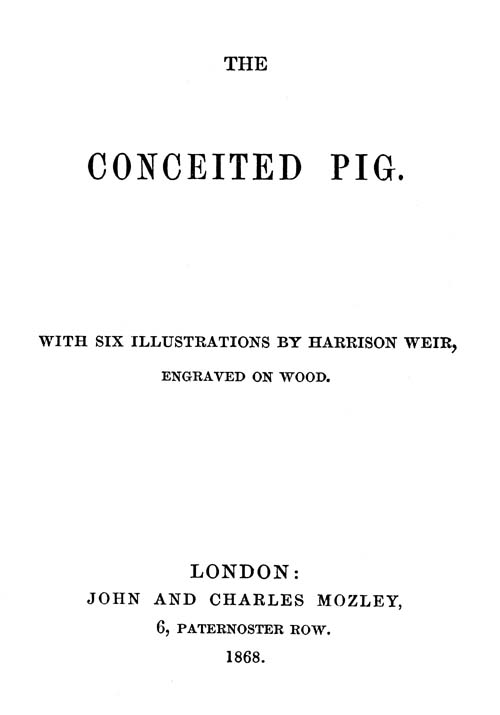 THE
CONCEITED PIG.
WITH SIX ILLUSTRATIONS BY HARRISON WEIR,
ENGRAVED ON WOOD.
LONDON:
JOHN AND CHARLES MOZLEY,
6, PATERNOSTER ROW.
1868.